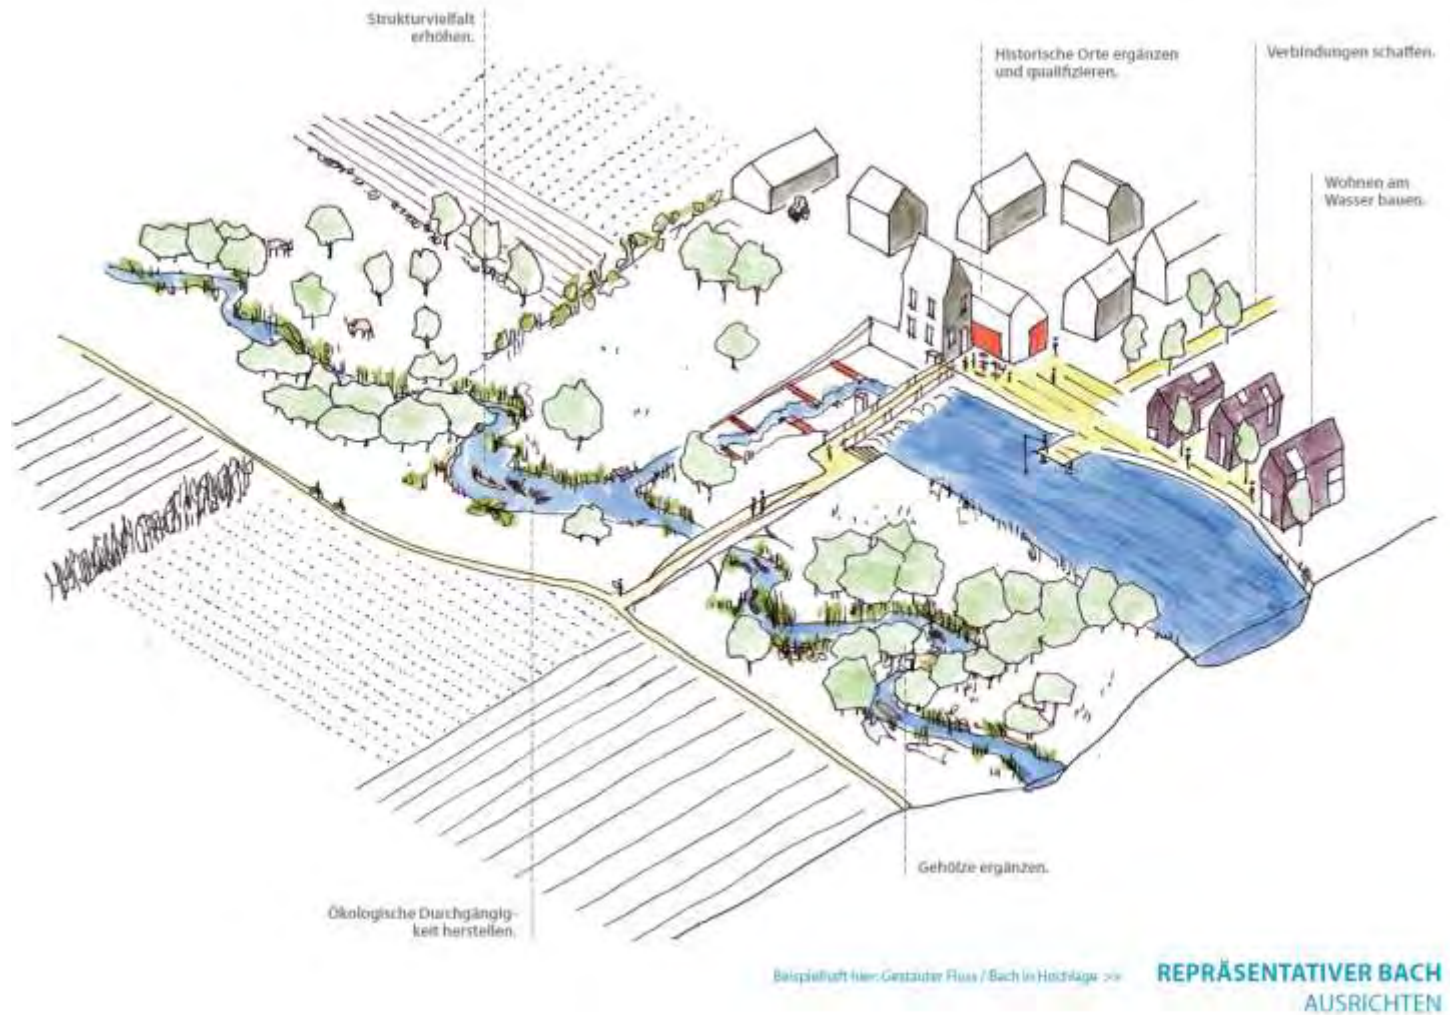 Strukturvielfalt
erhöhen.
Historische Orte ergänzen
und qualifizieren.
Verbindungen schaffen.
Wohnen am
Wasser bauen.
Gehölze ergänzen.
Ökologische Durchgängig-
keit herstellen.
Beispielhaft hier: Gestauter Fluss / Bach in Hochlage >>
REPRÄSENTATIVER BACH
AUSRICHTEN